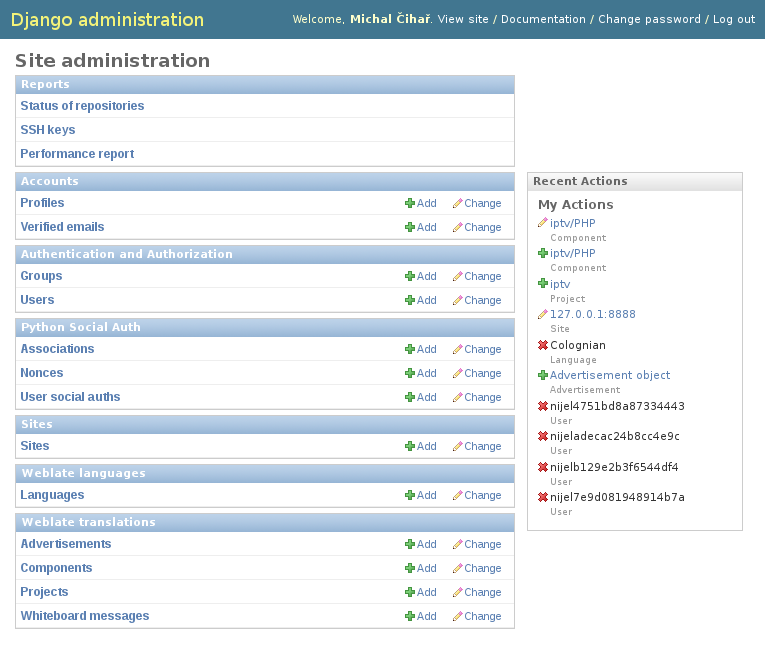 Django administration
Welcome, Michal Čihař. View site / Documentation / Change password / Log out
Site administration
Reports
Status of repositories
SSH keys
Performance report
Accounts
Profiles Add Change
Verified emails Add Change
Authentication and Authorization
Groups Add Change
Users Add Change
Python Social Auth
Associations Add Change
Nonces Add Change
User social auths Add Change
Sites
Sites Add Change
Weblate languages
Languages Add Change
Weblate translations
Advertisements Add Change
Components Add Change
Projects Add Change
Whiteboard messages Add Change
Recent Actions
My Actions
iptv/PHP
Component
iptv/PHP
Component
iptv
Project
127.0.0.1:8888
Site
Colognian
Language
Advertisement object
Advertisement
nijel4751bd8a87334443
User
nijeladecac24b8cc4e9c
User
nijelb129e2b3f6544df4
User
nijel7e9d081948914b7a
User